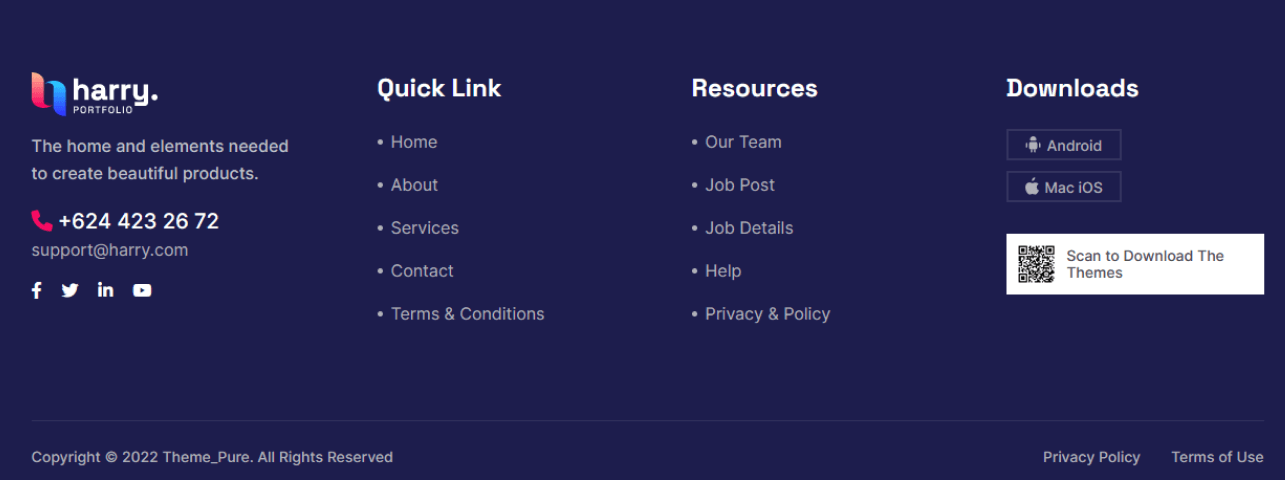 harry.
PORTFOLIO
The home and elements needed
to create beautiful products.
+624 423 26 72
support@harry.com
Quick Link
• Home
• About
• Services
• Contact
• Terms & Conditions
Resources
• Our Team
• Job Post
• Job Details
• Help
• Privacy & Policy
Downloads
Android
Mac iOS
Scan to Download The
Themes
Copyright © 2022 Theme_Pure. All Rights Reserved
Privacy Policy
Terms of Use